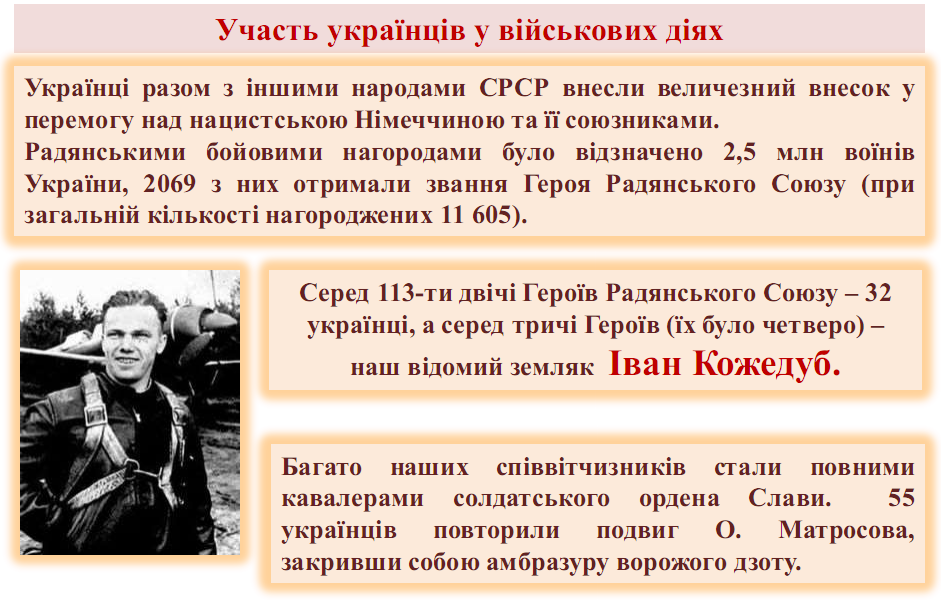 Участь українців у військових діях
Українці разом з іншими народами СРСР внесли величезний внесок у
перемогу над нацистською Німеччиною та її союзниками.
Радянськими бойовими нагородами було відзначено 2,5 млн воїнів
України, 2069 з них отримали звання Героя Радянського Союзу (при
загальній кількості нагороджених 11 605).
Серед 113-ти двічі Героїв Радянського Союзу – 32
українці, а серед тричі Героїв (їх було четверо) –
наш відомий земляк Іван Кожедуб.
Багато наших співвітчизників стали повними
кавалерами солдатського ордена Слави. 55
українців повторили подвиг О. Матросова,
закривши собою амбразуру ворожого дзоту.